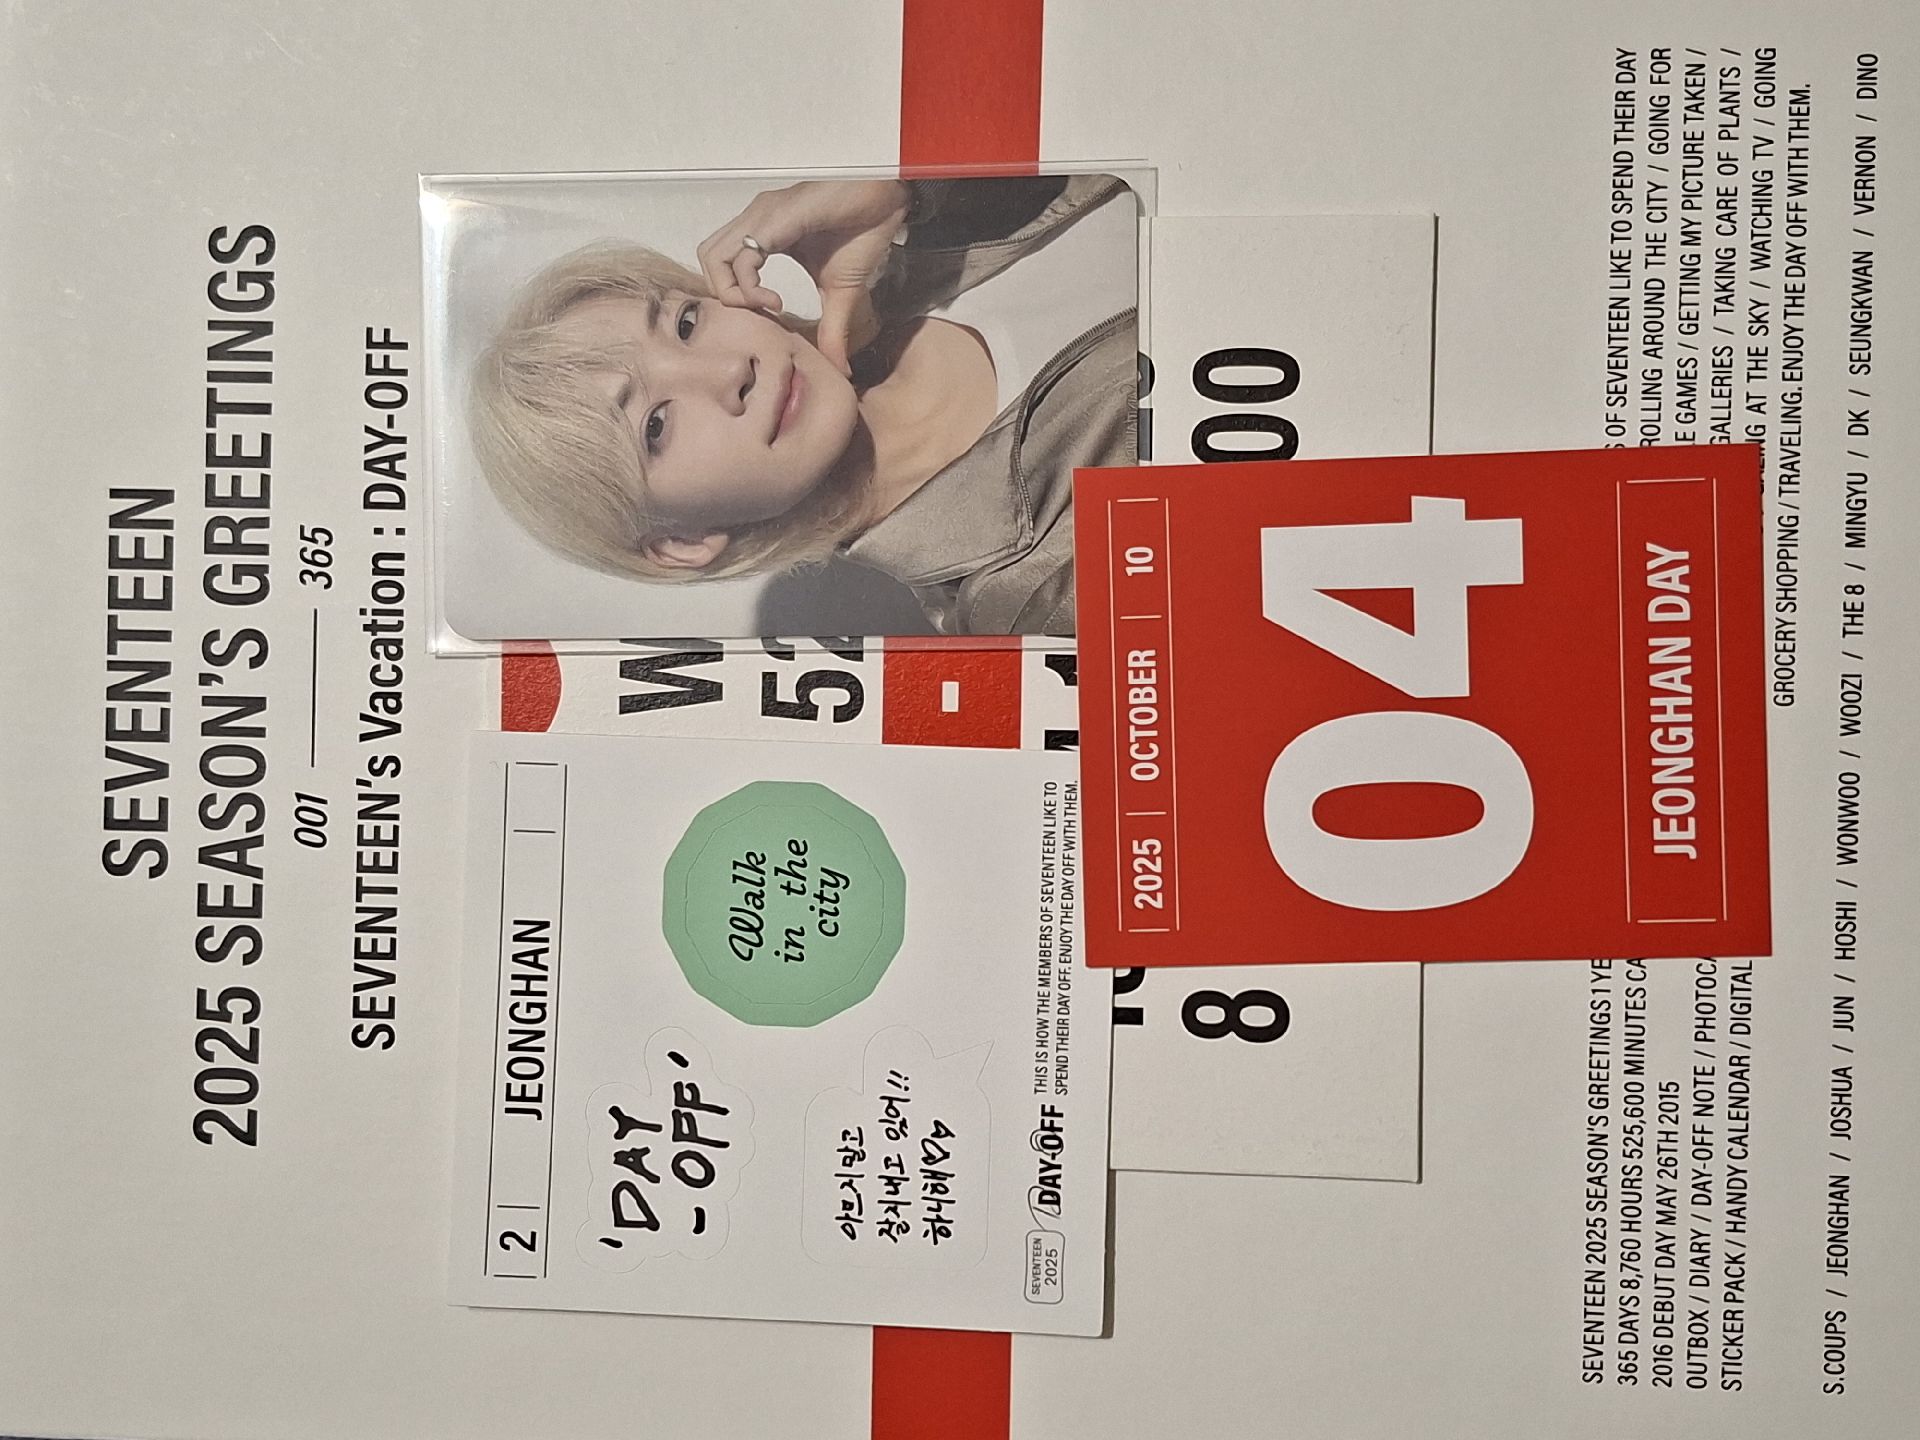 SEVENTEEN
2025 SEASON'S GREETINGS
001 — 365
SEVENTEEN's Vacation : DAY-OFF
2 | JEONGHAN
'DAY
-OFF'
Walk
in the
city
아프지말고
잘지내고 있어!!
하니해♡♡
SEVENTEEN
2025
DAY-OFF
THIS IS HOW THE MEMBERS OF SEVENTEEN LIKE TO
SPEND THEIR DAY OFF. ENJOY THE DAY OFF WITH THEM.
W
52
8
00
2025 | OCTOBER | 10
04
JEONGHAN DAY
SEVENTEEN 2025 SEASON'S GREETINGS 1
OF SEVENTEEN LIKE TO SPEND THEIR DAY
365 DAYS 8,760 HOURS 525,600 MINUTES
AROUND THE CITY / GOING FOR
2016 DEBUT DAY MAY 26TH 2015
GAMES / GETTING MY PICTURE TAKEN /
OUTBOX / DIARY / DAY-OFF NOTE /
GALLERIES / TAKING CARE OF PLANTS /
STICKER PACK / HANDY CALENDAR / DIGITAL
AT THE SKY / WATCHING TV / GOING
GROCERY SHOPPING / TRAVELING. ENJOY THE DAY OFF WITH THEM.
S.COUPS / JEONGHAN / JOSHUA / JUN / HOSHI / WONWOO / WOOZI / THE 8 / MINGYU / DK / SEUNGKWAN / VERNON / DINO